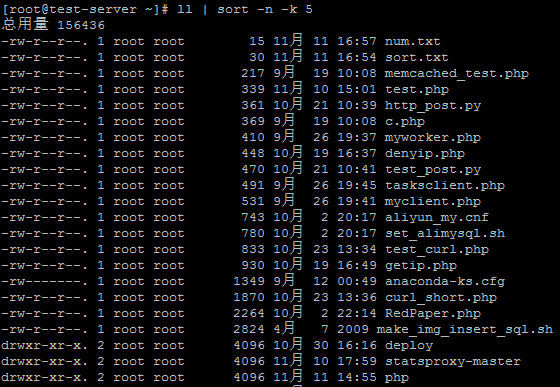 [root@test-server ~]# ll | sort -n -k 5
总用量 156436
-rw-r--r--. 1 root root        15 11月 11 16:57 num.txt
-rw-r--r--. 1 root root        30 11月 11 16:54 sort.txt
-rw-r--r--. 1 root root       217 9月  19 10:08 memcached_test.php
-rw-r--r--. 1 root root       339 11月 10 15:01 test.php
-rw-r--r--. 1 root root       361 10月 21 10:39 http_post.py
-rw-r--r--. 1 root root       369 9月  19 10:08 c.php
-rw-r--r--. 1 root root       410 9月  26 19:37 myworker.php
-rw-r--r--. 1 root root       448 10月 19 16:37 denyip.php
-rw-r--r--. 1 root root       470 10月 21 10:41 test_post.py
-rw-r--r--. 1 root root       491 9月  26 19:45 tasksclient.php
-rw-r--r--. 1 root root       531 9月  26 19:41 myclient.php
-rw-r--r--. 1 root root       743 10月  2 20:17 aliyun_my.cnf
-rw-r--r--. 1 root root       780 10月  2 20:17 set_alimysql.sh
-rw-r--r--. 1 root root       833 10月 23 13:34 test_curl.php
-rw-r--r--. 1 root root       930 10月 19 16:49 getip.php
-rw-------. 1 root root      1349 9月  12 00:49 anaconda-ks.cfg
-rw-r--r--. 1 root root      1870 10月 23 13:36 curl_short.php
-rw-r--r--. 1 root root      2264 10月  2 22:14 RedPaper.php
-rw-r--r--. 1 root root      2824 4月   7 2009 make_img_insert_sql.sh
drwxr-xr-x. 2 root root      4096 10月 30 16:16 deploy
drwxr-xr-x. 2 root root      4096 11月 10 17:59 statsproxy-master
drwxr-xr-x. 2 root root      4096 11月 11 14:55 php